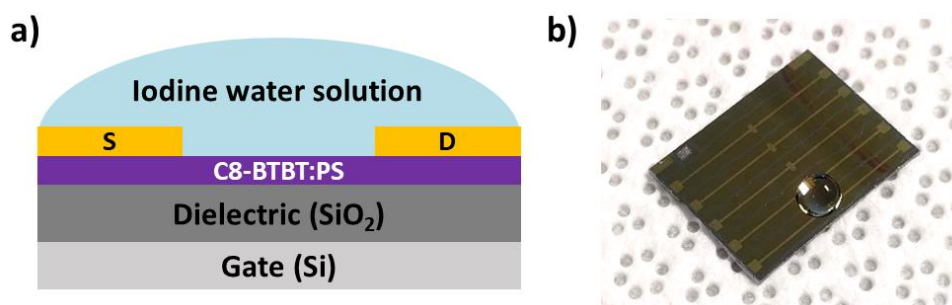 a)
Iodine water solution
S
D
C8-BTBT:PS
Dielectric (SiO₂)
Gate (Si)
b)